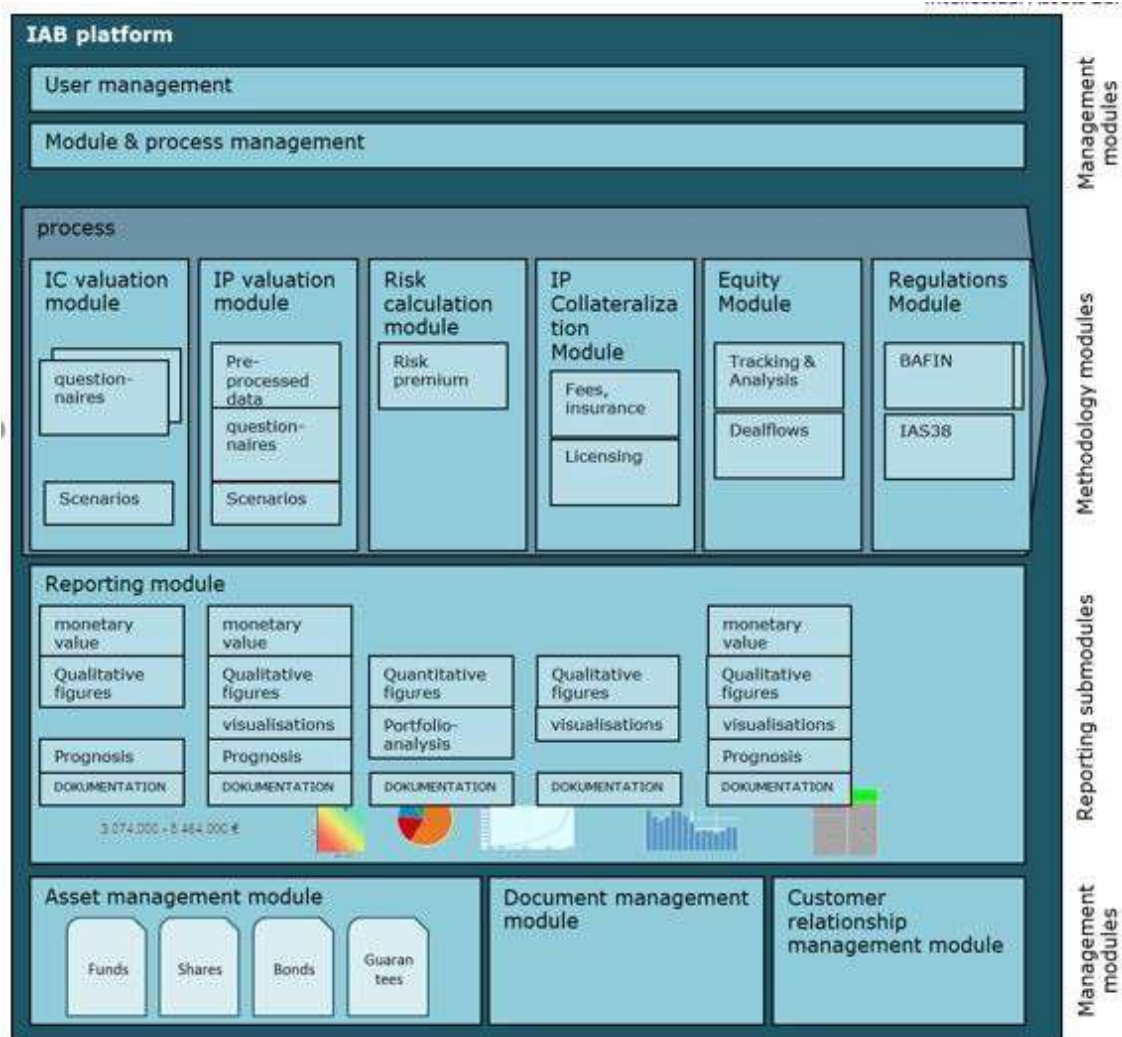 IAB platform
User management
Module & process management
Management
modules
process
IC valuation
module
question-
naires
Scenarios
IP valuation
module
Pre-
processed
data
question-
naires
Scenarios
Risk
calculation
module
Risk
premium
IP
Collateraliza
tion
Module
Fees,
insurance
Licensing
Equity
Module
Tracking &
Analysis
Dealflows
Regulations
Module
BAFIN
IAS38
Methodology modules
Reporting module
monetary
value
Qualitative
figures
Prognosis
DOKUMENTATION
monetary
value
Qualitative
figures
visualisations
Prognosis
DOKUMENTATION
Quantitative
figures
Portfolio-
analysis
DOKUMENTATION
Qualitative
figures
visualisations
DOKUMENTATION
monetary
value
Qualitative
figures
visualisations
Prognosis
DOKUMENTATION
Reporting submodules
Asset management module
Funds
Shares
Bonds
Guaran
tees
Document management
module
Customer
relationship
management module
Management
modules